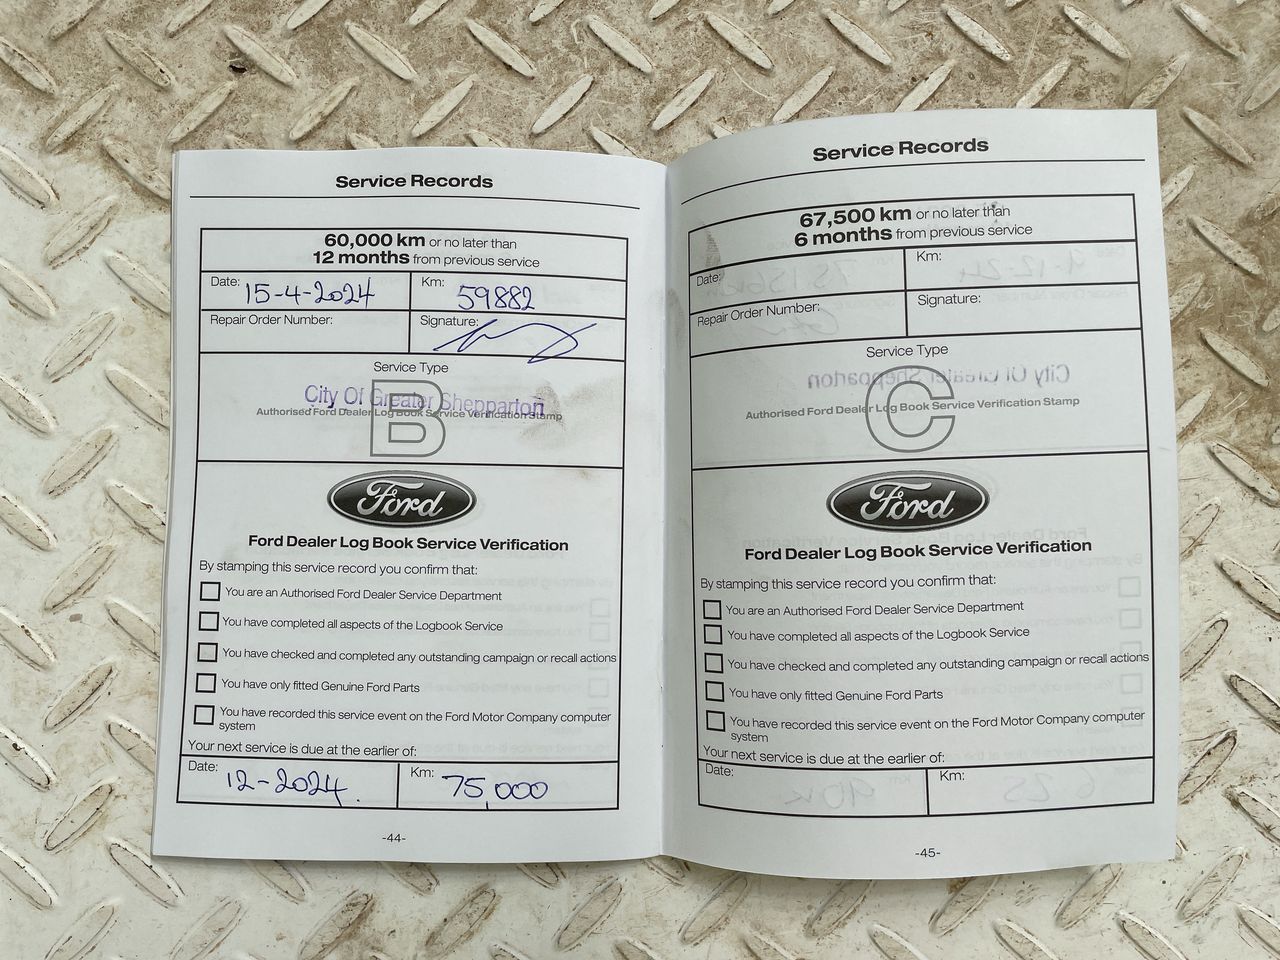 Service Records
60,000 km or no later than
12 months from previous service
Date: 15-4-2024
Km: 59882
Repair Order Number:
Signature:
Service Type
B
City Of Greater Shepparton
Authorised Ford Dealer Log Book Service Verification Stamp
Ford
Ford Dealer Log Book Service Verification
By stamping this service record you confirm that:
You are an Authorised Ford Dealer Service Department
You have completed all aspects of the Logbook Service
You have checked and completed any outstanding campaign or recall actions
You have only fitted Genuine Ford Parts
You have recorded this service event on the Ford Motor Company computer
system
Your next service is due at the earlier of:
Date: 12-2024.
Km: 75,000
-44-
Service Records
67,500 km or no later than
6 months from previous service
Date:
Km:
Repair Order Number:
Signature:
Service Type
C
Authorised Ford Dealer Log Book Service Verification Stamp
Ford
Ford Dealer Log Book Service Verification
By stamping this service record you confirm that:
You are an Authorised Ford Dealer Service Department
You have completed all aspects of the Logbook Service
You have checked and completed any outstanding campaign or recall actions
You have only fitted Genuine Ford Parts
You have recorded this service event on the Ford Motor Company computer
system
Your next service is due at the earlier of:
Date:
Km:
-45-